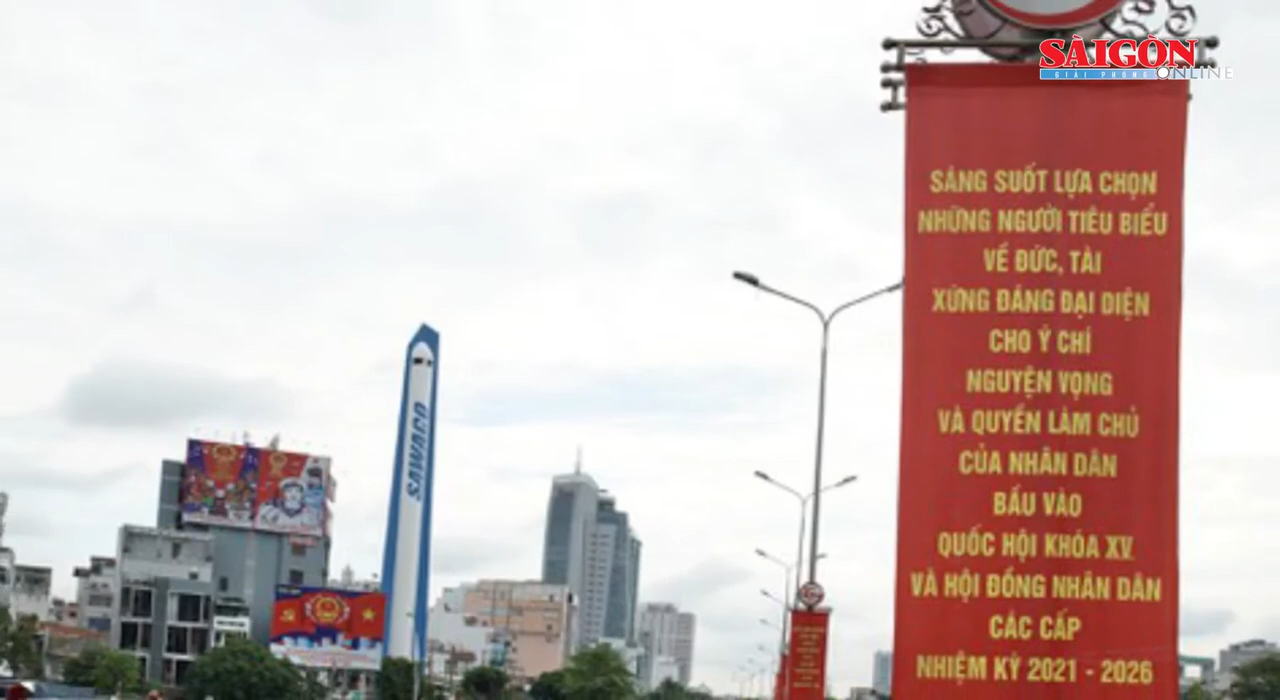 SÀIGÒN
GIẢI PHÓNG ONLINE
SÁNG SUỐT LỰA CHỌN
NHỮNG NGƯỜI TIÊU BIỂU
VỀ ĐỨC, TÀI
XỨNG ĐÁNG ĐẠI DIỆN
CHO Ý CHÍ
NGUYỆN VỌNG
VÀ QUYỀN LÀM CHỦ
CỦA NHÂN DÂN
BẦU VÀO
QUỐC HỘI KHÓA XV
VÀ HỘI ĐỒNG NHÂN DÂN
CÁC CẤP
NHIỆM KỲ 2021 - 2026
SAWACO